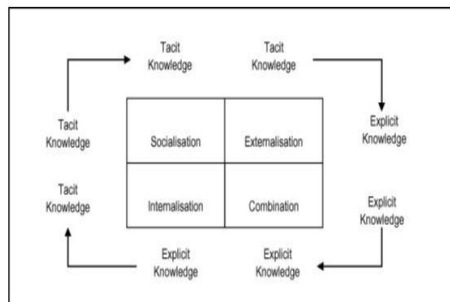 Tacit
Knowledge
Tacit
Knowledge
Tacit
Knowledge
Explicit
Knowledge
Socialisation
Externalisation
Tacit
Knowledge
Explicit
Knowledge
Internalisation
Combination
Explicit
Knowledge
Explicit
Knowledge